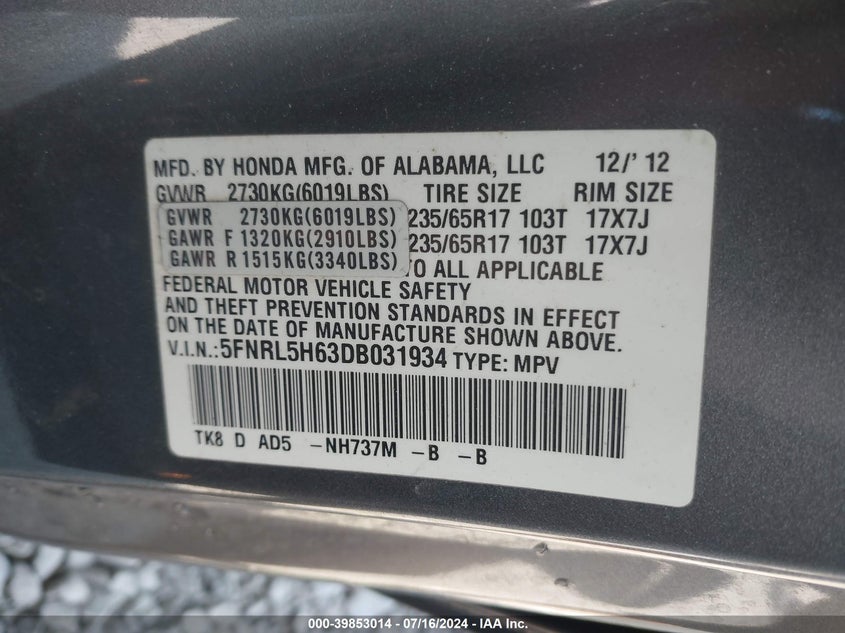 MFD. BY HONDA MFG. OF ALABAMA, LLC 12/'12
GVWR 2730KG(6019LBS) TIRE SIZE RIM SIZE
GVWR 2730KG(6019LBS) 235/65R17 103T 17X7J
GAWR F 1320KG(2910LBS) 235/65R17 103T 17X7J
GAWR R 1515KG(3340LBS) TO ALL APPLICABLE
FEDERAL MOTOR VEHICLE SAFETY
AND THEFT PREVENTION STANDARDS IN EFFECT
ON THE DATE OF MANUFACTURE SHOWN ABOVE.
V.I.N.:5FNRL5H63DB031934 TYPE: MPV
TK8 D AD5 -NH737M -B -B
000-39853014 - 07/16/2024 - IAA Inc.